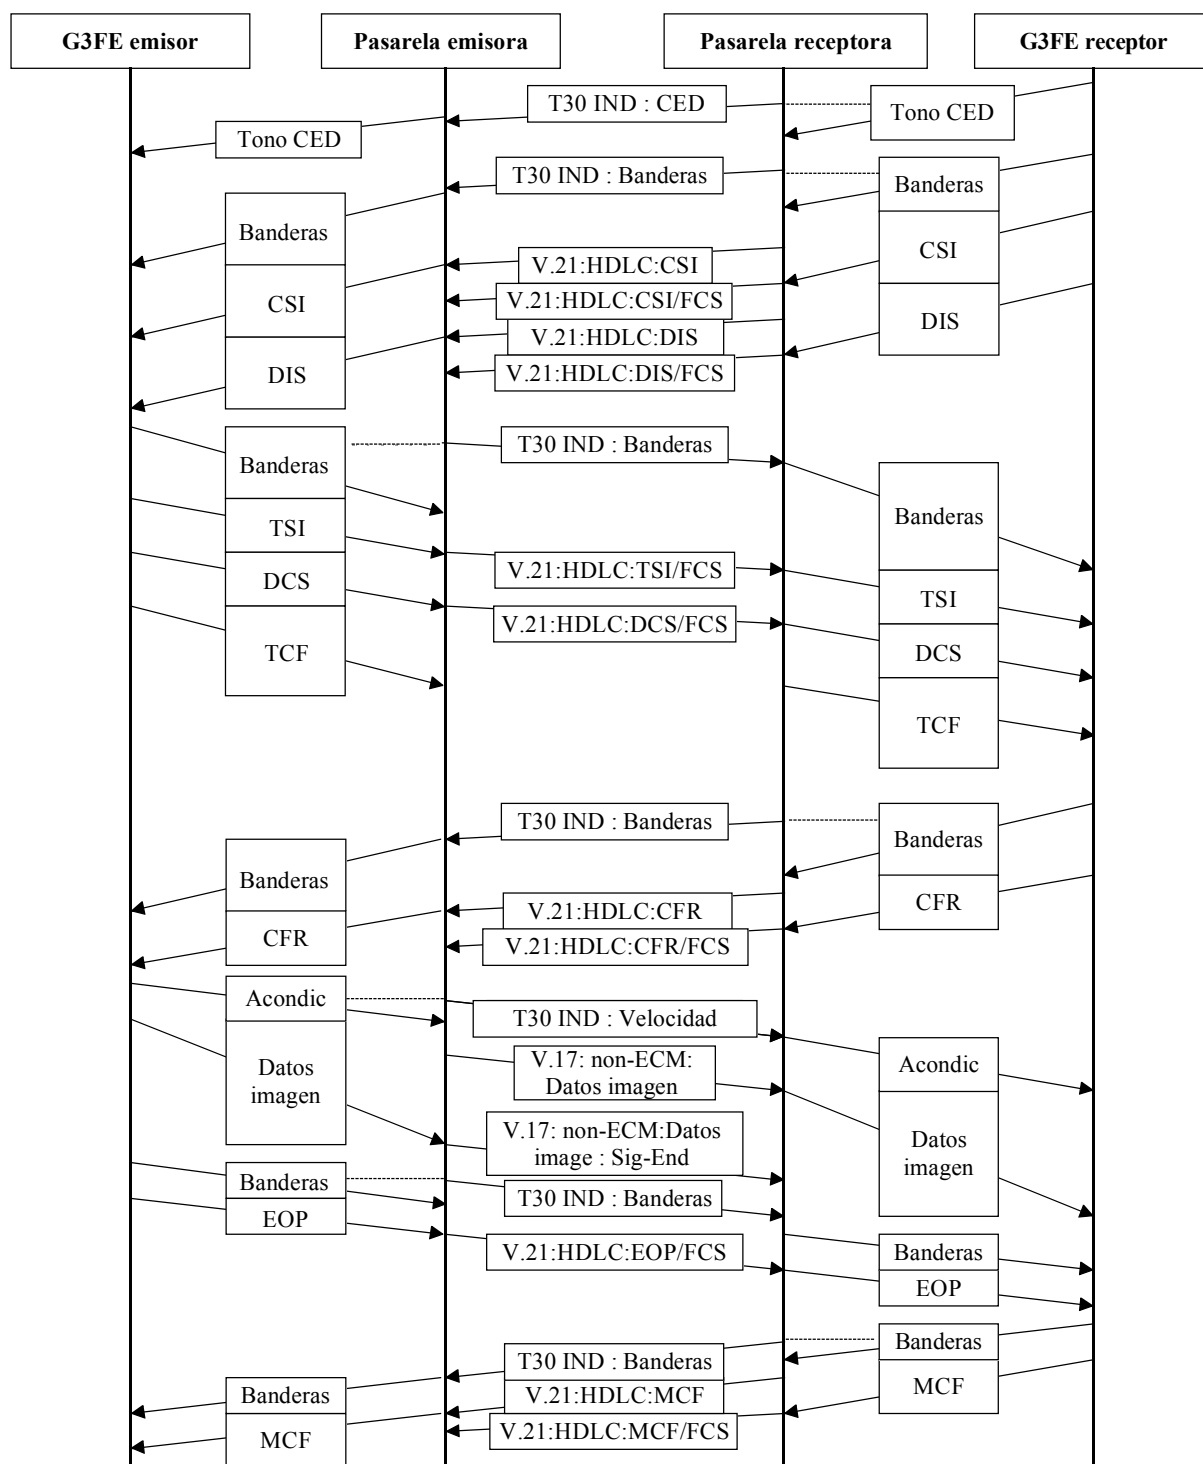 G3FE emisor
Pasarela emisora
Pasarela receptora
G3FE receptor
T30 IND : CED
Tono CED
Tono CED
T30 IND : Banderas
Banderas
Banderas
CSI
V.21:HDLC:CSI
CSI
V.21:HDLC:CSI/FCS
V.21:HDLC:DIS
DIS
DIS
V.21:HDLC:DIS/FCS
T30 IND : Banderas
Banderas
Banderas
TSI
V.21:HDLC:TSI/FCS
DCS
TSI
V.21:HDLC:DCS/FCS
TCF
DCS
TCF
T30 IND : Banderas
Banderas
Banderas
V.21:HDLC:CFR
CFR
CFR
V.21:HDLC:CFR/FCS
Acondic
T30 IND : Velocidad
Datos
imagen
V.17: non-ECM:
Datos imagen
Acondic
V.17: non-ECM:Datos
image : Sig-End
Datos
imagen
Banderas
T30 IND : Banderas
EOP
V.21:HDLC:EOP/FCS
Banderas
EOP
Banderas
T30 IND : Banderas
MCF
Banderas
V.21:HDLC:MCF
V.21:HDLC:MCF/FCS
MCF